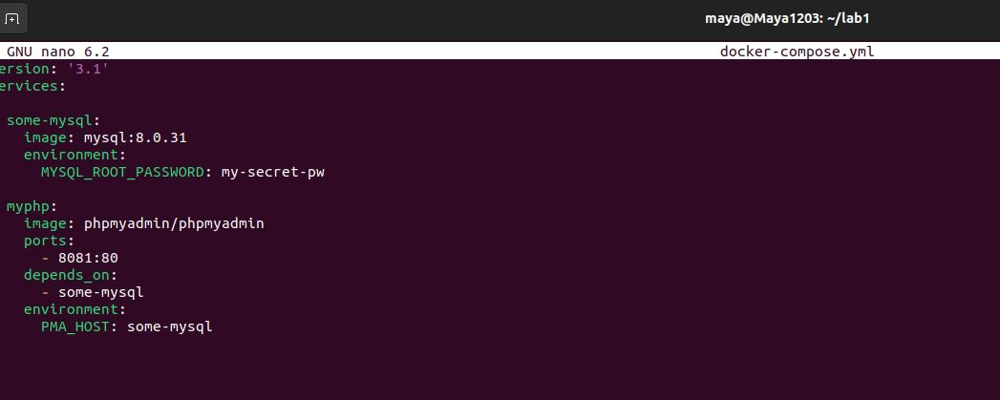 maya@Maya1203: ~/lab1
GNU nano 6.2 docker-compose.yml
ersion: '3.1'
ervices:
some-mysql:
image: mysql:8.0.31
environment:
MYSQL_ROOT_PASSWORD: my-secret-pw
myphp:
image: phpmyadmin/phpmyadmin
ports:
- 8081:80
depends_on:
- some-mysql
environment:
PMA_HOST: some-mysql